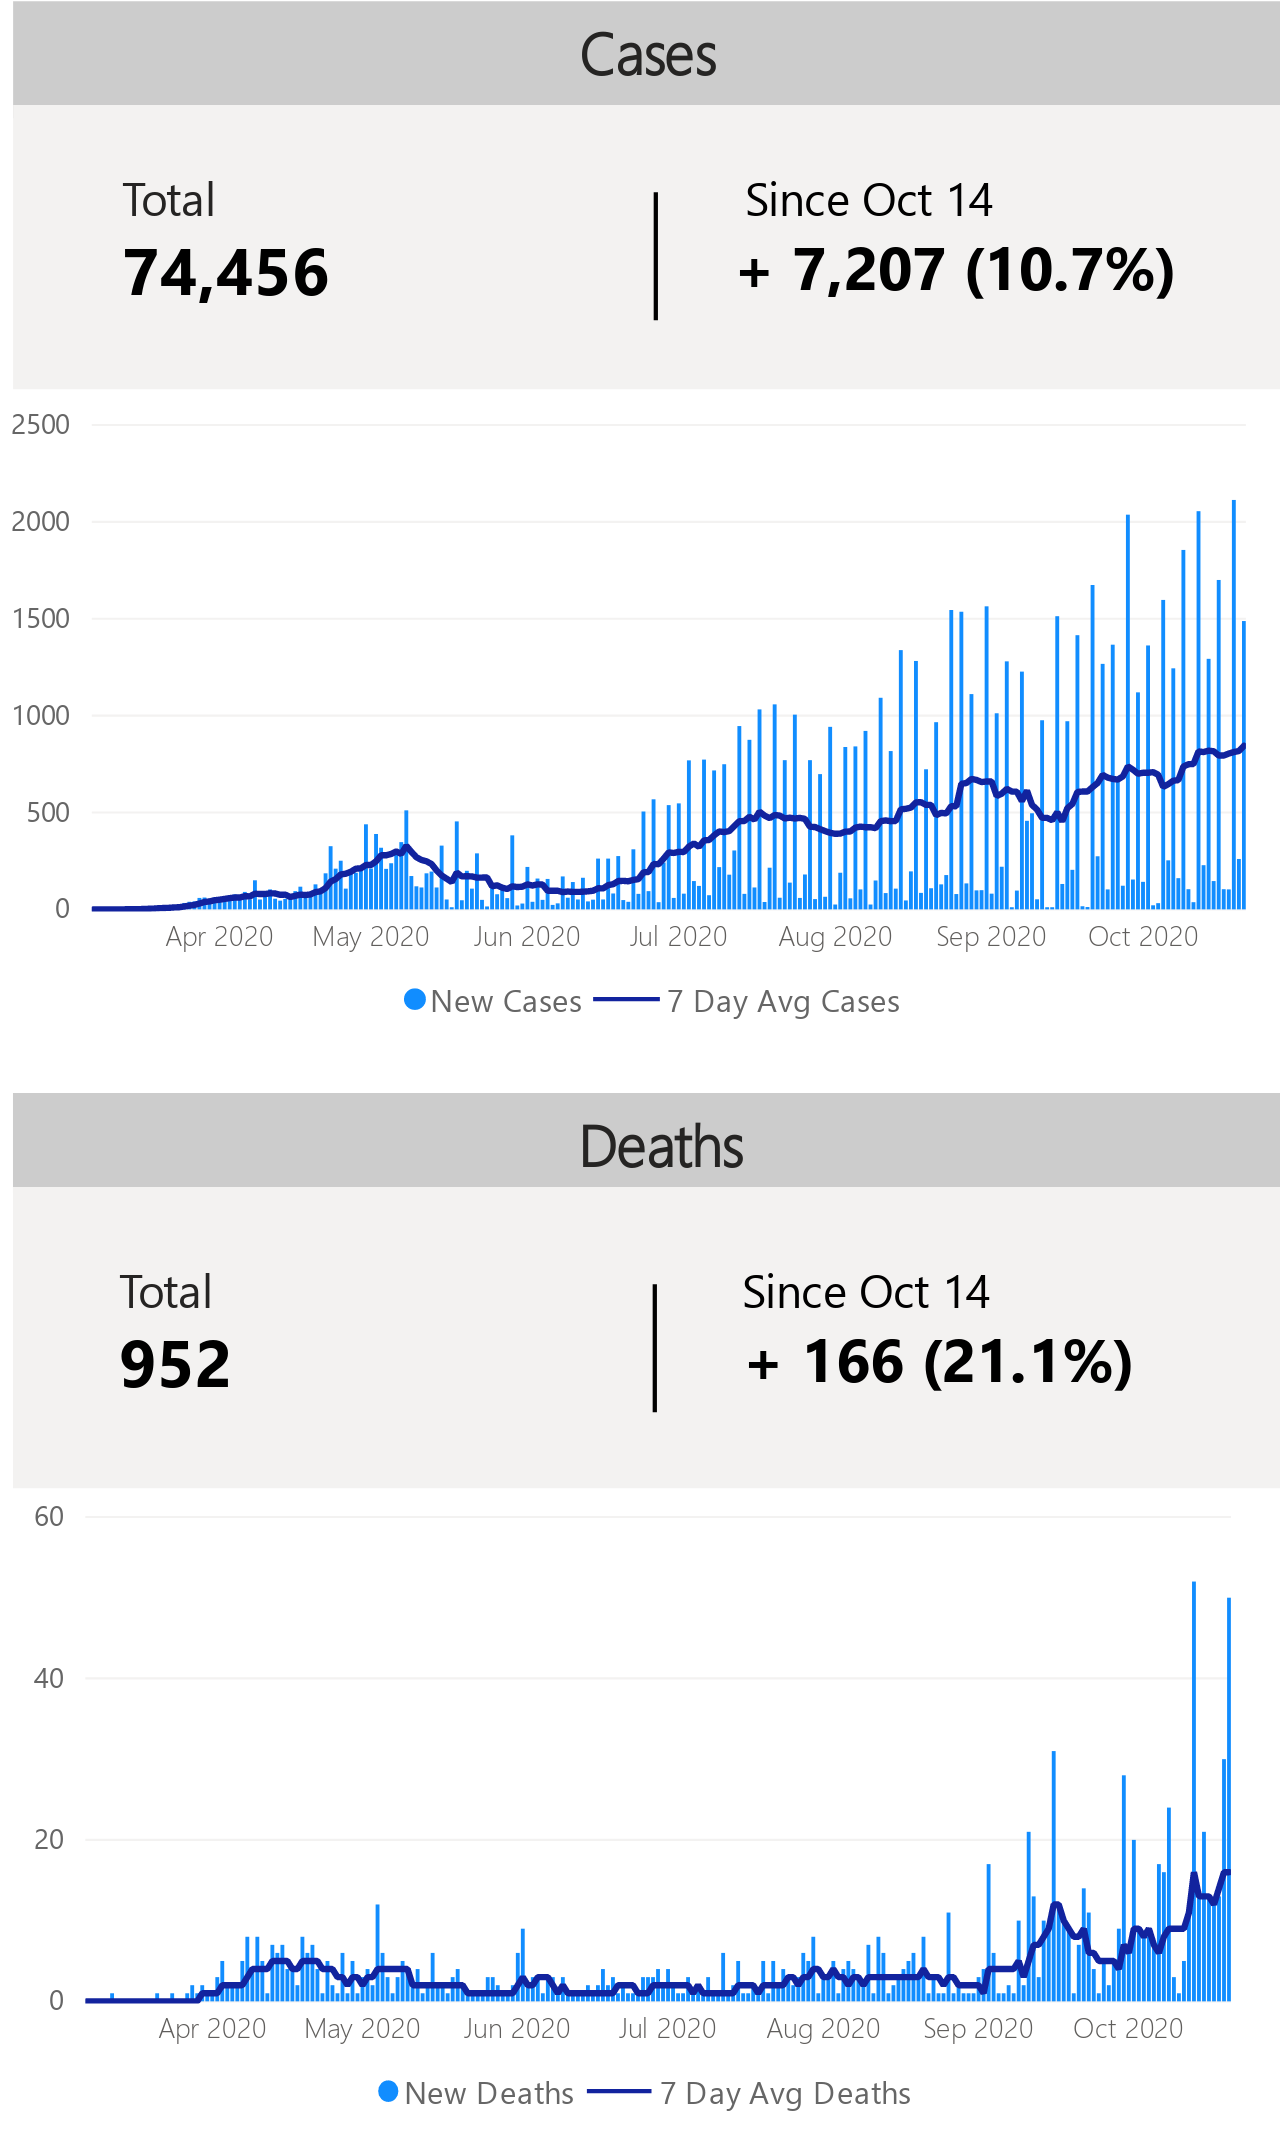 Cases
Total
Since Oct 14
74,456
+ 7,207 (10.7%)
2500
2000
1500
1000
500
0
Apr 2020 May 2020 Jun 2020 Jul 2020 Aug 2020 Sep 2020 Oct 2020
New Cases 7 Day Avg Cases
Deaths
Total
Since Oct 14
952
+ 166 (21.1%)
60
40
20
0
Apr 2020 May 2020 Jun 2020 Jul 2020 Aug 2020 Sep 2020 Oct 2020
New Deaths 7 Day Avg Deaths